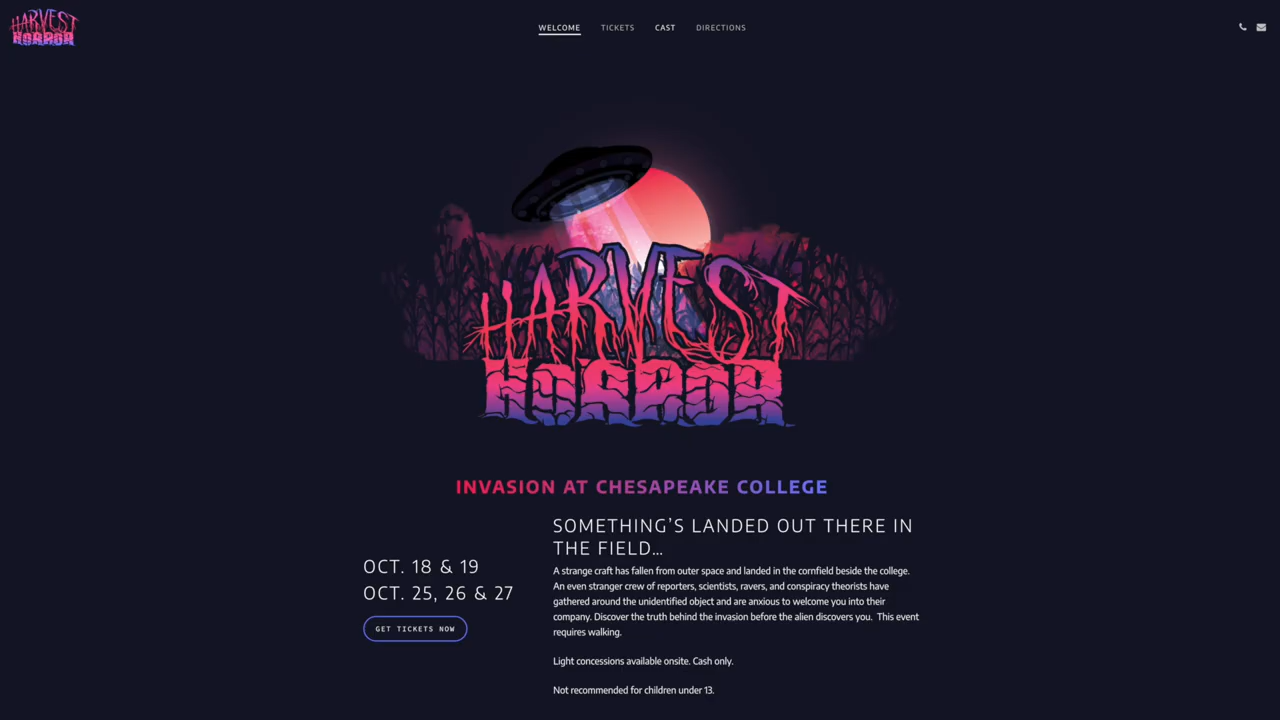 HARVEST
HORROR
WELCOME TICKETS CAST DIRECTIONS
HARVEST
HORROR
INVASION AT CHESAPEAKE COLLEGE
OCT. 18 & 19
OCT. 25, 26 & 27
GET TICKETS NOW
SOMETHING’S LANDED OUT THERE IN
THE FIELD…
A strange craft has fallen from outer space and landed in the cornfield beside the college.
An even stranger crew of reporters, scientists, ravers, and conspiracy theorists have
gathered around the unidentified object and are anxious to welcome you into their
company. Discover the truth behind the invasion before the alien discovers you.  This event
requires walking.
Light concessions available onsite. Cash only.
Not recommended for children under 13.